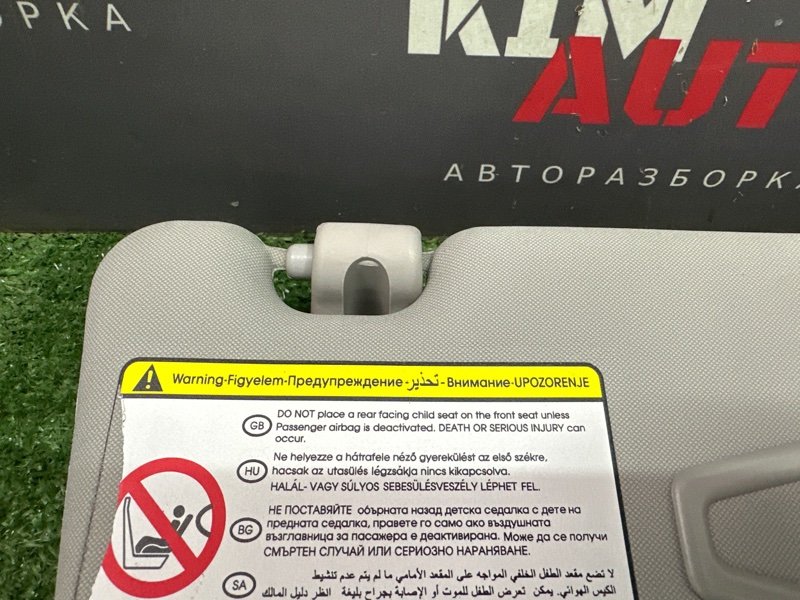 РКА
KIM
AUT
АВТОРАЗБОРКА
Warning-Figyelem-Предупреждение-تحذير-Внимание-UPOZORENJE
GB
DO NOT place a rear facing child seat on the front seat unless
Passenger airbag is deactivated. DEATH OR SERIOUS INJURY can
occur.
HU
Ne helyezze a hátrafele néző gyerekülést az első székre,
hacsak az utasülés légzsákja nincs kikapcsolva.
HALÁL- VAGY SÚLYOS SEBESÜLÉSVESZÉLY LÉPHET FEL.
BG
НЕ ПОСТАВЯЙТЕ обърната назад детска седалка с дете на
предната седалка, правете го само ако въздушната
възглавница за пасажера е деактивирана. Може да се получи
СМЪРТЕН СЛУЧАЙ ИЛИ СЕРИОЗНО НАРАНЯВАНЕ.
SA
لا تضع مقعد الطفل الخلفي المواجه على المقعد الأمامي ما لم يتم عدم تنشيط
الكيس الهوائي. يمكن تعرض الطفل للموت أو الإصابة بجراح بليغة انظر دليل المالك